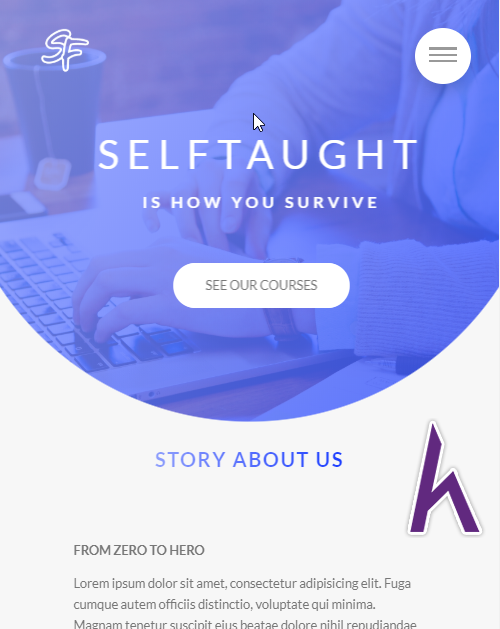 SF
SELFTAUGHT
IS HOW YOU SURVIVE
SEE OUR COURSES
STORY ABOUT US
h
FROM ZERO TO HERO
Lorem ipsum dolor sit amet, consectetur adipisicing elit. Fuga
cumque autem officiis distinctio, voluptate qui minima.
Magnam tenetur suscipit eius beatae dolore nihil repudiandae